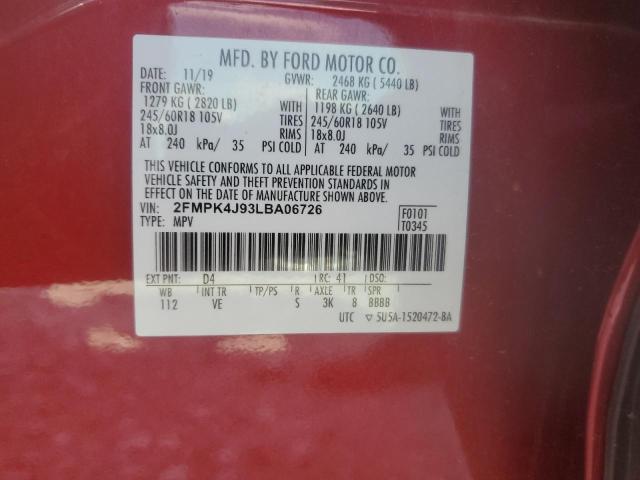 MFD. BY FORD MOTOR CO.
DATE: 11/19 GVWR: 2468 KG ( 5440 LB)
FRONT GAWR: REAR GAWR:
1279 KG ( 2820 LB) WITH 1198 KG ( 2640 LB) WITH
245/60R18 105V TIRES 245/60R18 105V TIRES
18x8.0J RIMS 18x8.0J RIMS
AT 240 kPa/ 35 PSI COLD AT 240 kPa/ 35 PSI COLD
THIS VEHICLE CONFORMS TO ALL APPLICABLE FEDERAL MOTOR
VEHICLE SAFETY AND THEFT PREVENTION STANDARDS IN
EFFECT ON THE DATE OF MANUFACTURE SHOWN ABOVE.
VIN: 2FMPK4J93LBA06726 F0101
TYPE: MPV T0345
EXT PNT: D4 RC: 41 DSO:
WB INT TR TP/PS R AXLE TR SPR
112 VE S 3K 8 BBBB
UTC ▽ 5U5A-1520472-BA